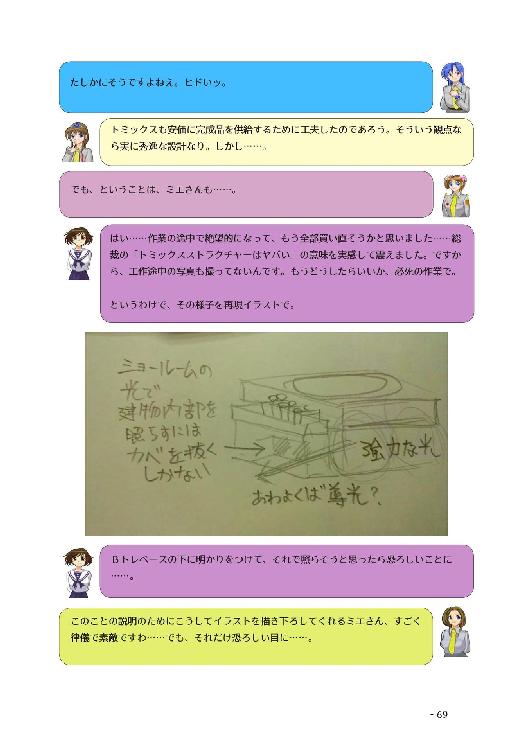 たしかにそうですよねえ。ヒドいッ。
トミックスも安価に完成品を供給するために工夫したのであろう。そういう観点な
ら実に秀逸な設計なり。しかし……。
でも、ということは、ミエさんも……。
はい……作業の途中で絶望的になって、もう全部買い直そうかと思いました……総
裁の「トミックスストラクチャーはヤバい」の意味を実感して震えました。ですか
ら、工作途中の写真も撮ってないんです。もうどうしたらいいか、必死の作業で。
というわけで、その様子を再現イラストで。
ショールームの
光で
建物内部を
照らすには
カベを抜く
しかない
強力な光
あわよくば導光？
Ｂトレベースの下に明かりをつけて、それで照らそうと思ったら恐ろしいことに
……。
このことの説明のためにこうしてイラストを描き下ろしてくれるミエさん、すごく
律儀で素敵ですわ……でも、それだけ恐ろしい目に……。
- 69